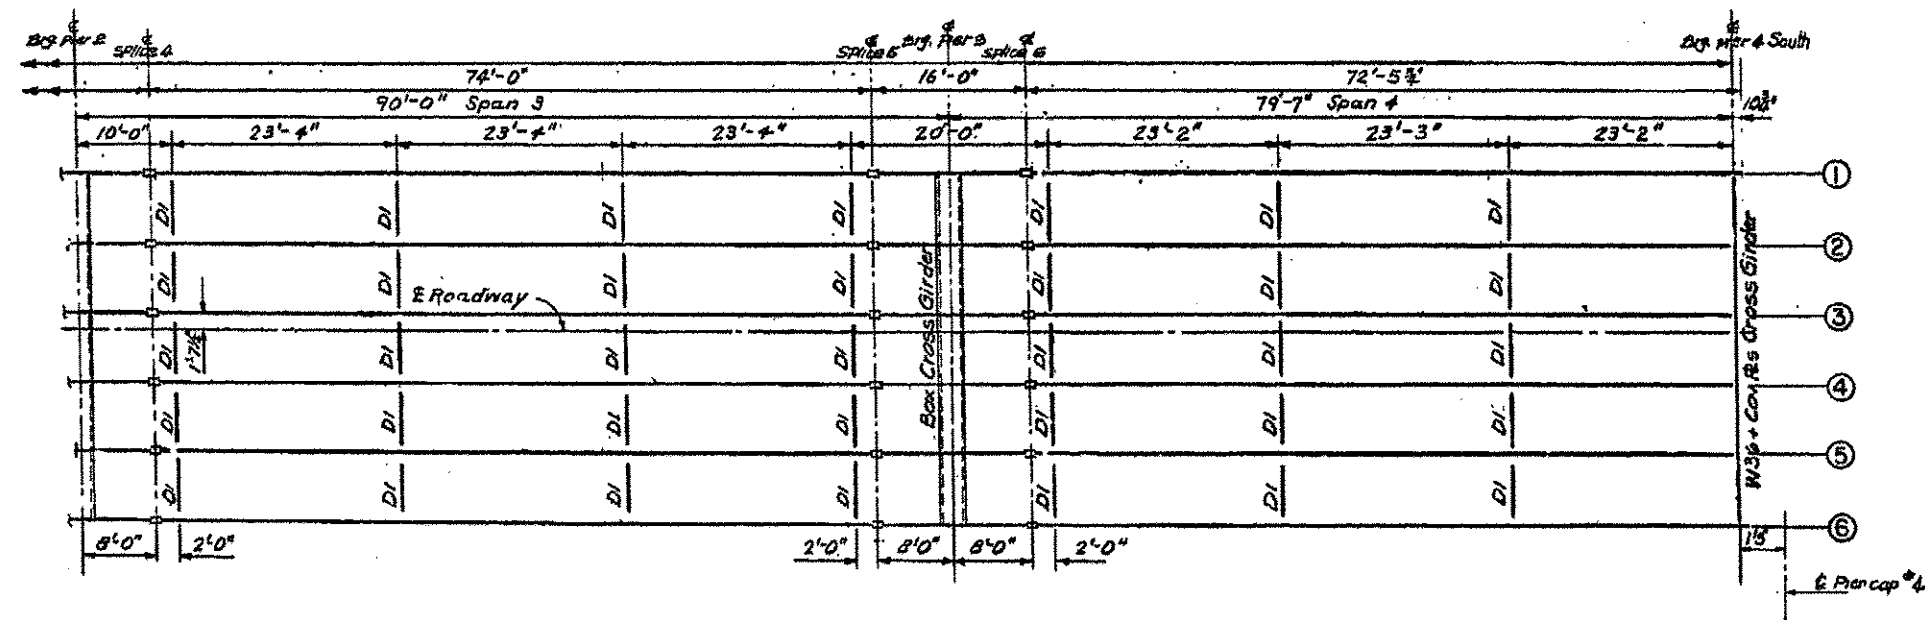 ℄ ℄ ℄ ℄ ℄ ℄
Brg. Pier 2 Splice 4 Splice 5 Brg. Pier 3 Splice 6 Brg. Pier 4 South
74'-0" 16'-0" 72'-5¾"
90'-0" Span 3 79'-7" Span 4 10¾"
10'-0" 23'-4" 23'-4" 23'-4" 20'-0" 23'-2" 23'-3" 23'-2"
1
D1 D1 D1 D1 D1 D1 D1
2
D1 D1 D1 D1 D1 D1 D1
℄ Roadway
3
1'-7½"
D1 D1 D1 D1 D1 D1 D1
4
D1 D1 D1 D1 D1 D1 D1
5
D1 D1 D1 D1 D1 D1 D1
6
Box Cross Girder
W36 + Cov PLs Cross Girder
8'-0" 2'-0" 2'-0" 8'-0" 8'-0" 2'-0"
℄ Pier cap #4